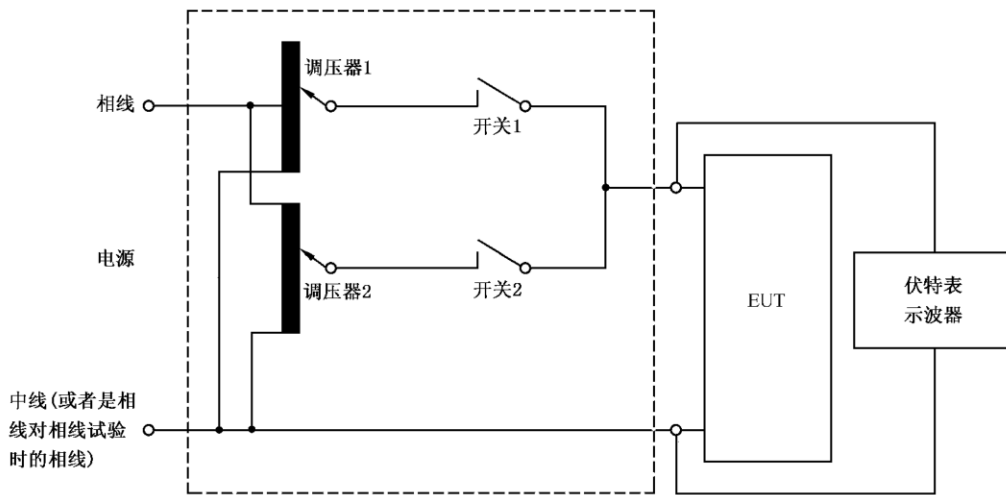 调压器1
相线
开关1
电源
调压器2
开关2
EUT
伏特表
示波器
中线(或者是相
线对相线试验
时的相线)